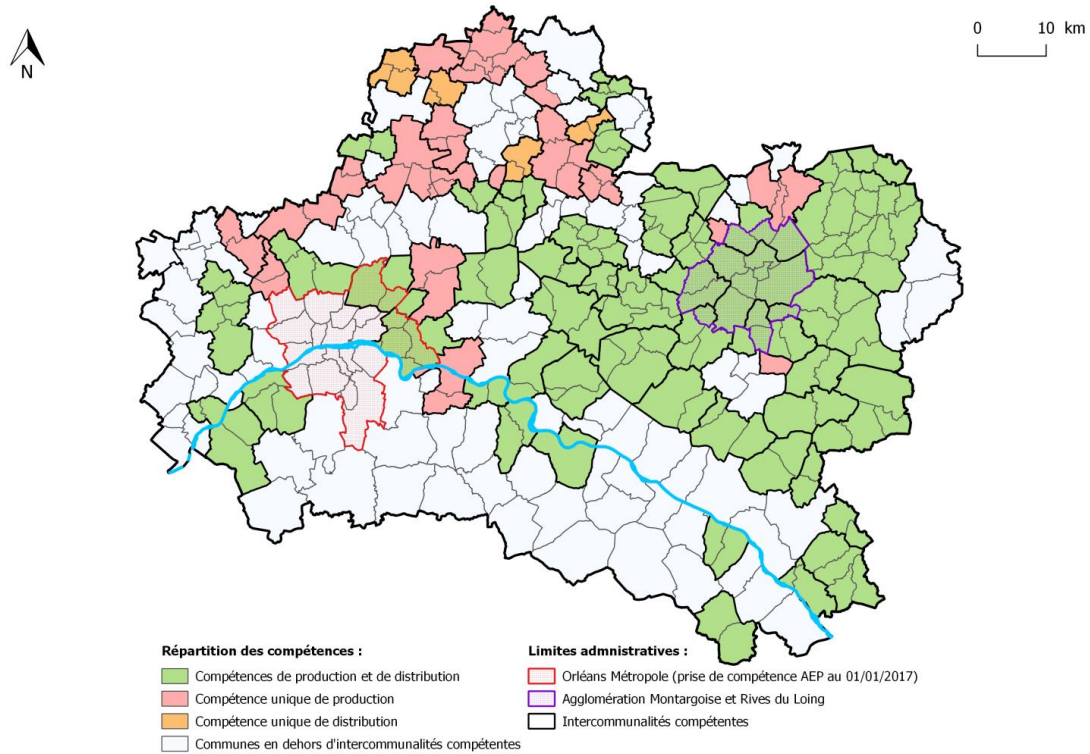 N
0 10 km
Répartition des compétences :
Compétences de production et de distribution
Compétence unique de production
Compétence unique de distribution
Communes en dehors d'intercommunalités compétentes
Limites admnistratives :
Orléans Métropole (prise de compétence AEP au 01/01/2017)
Agglomération Montargoise et Rives du Loing
Intercommunalités compétentes